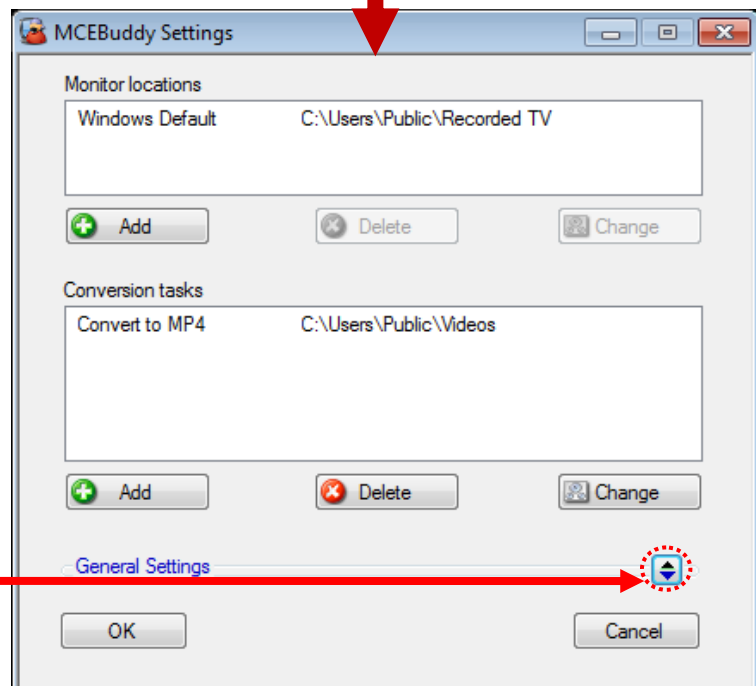 MCEBuddy Settings
Monitor locations
Windows Default C:\Users\Public\Recorded TV
Add Delete Change
Conversion tasks
Convert to MP4 C:\Users\Public\Videos
Add Delete Change
General Settings
OK Cancel